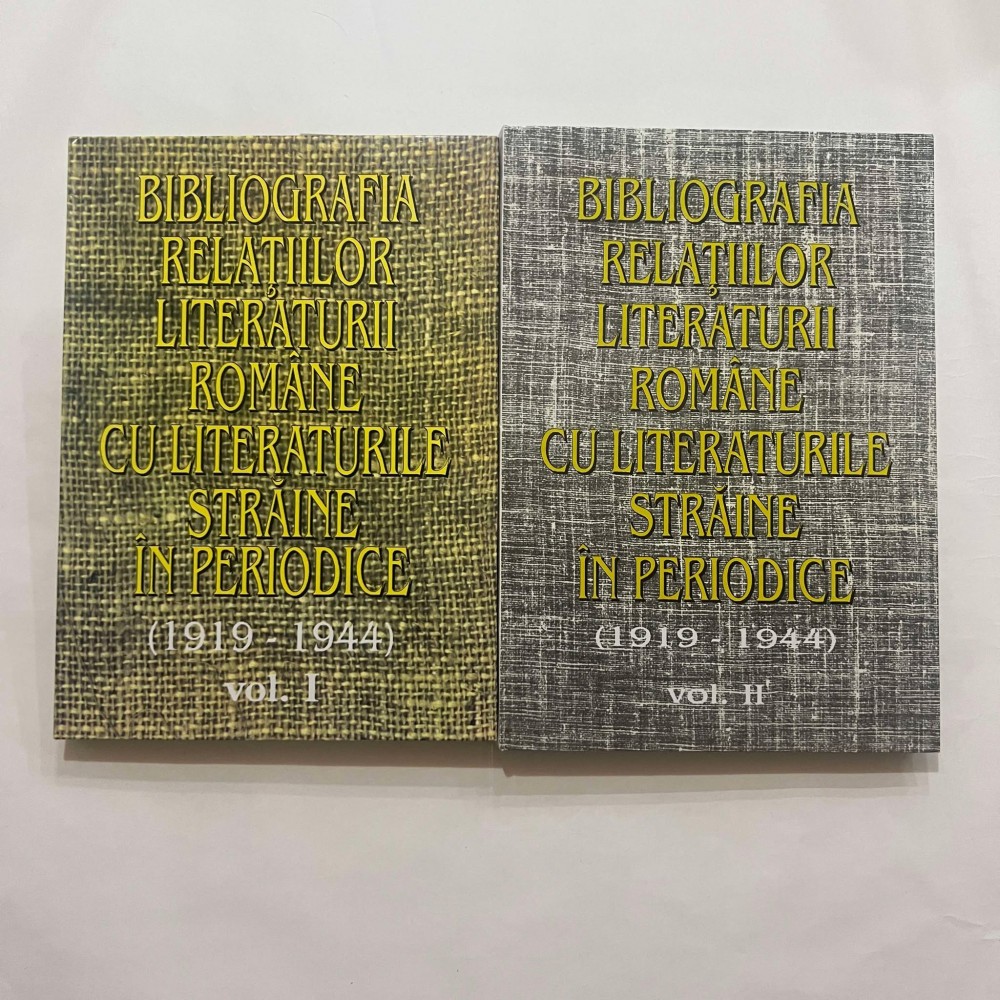 BIBLIOGRAFIA
RELAȚIILOR
LITERATURII
ROMÂNE
CU LITERATURILE
STRĂINE
ÎN PERIODICE
(1919 - 1944)
vol. I
BIBLIOGRAFIA
RELAȚIILOR
LITERATURII
ROMÂNE
CU LITERATURILE
STRĂINE
ÎN PERIODICE
(1919 - 1944)
vol. II